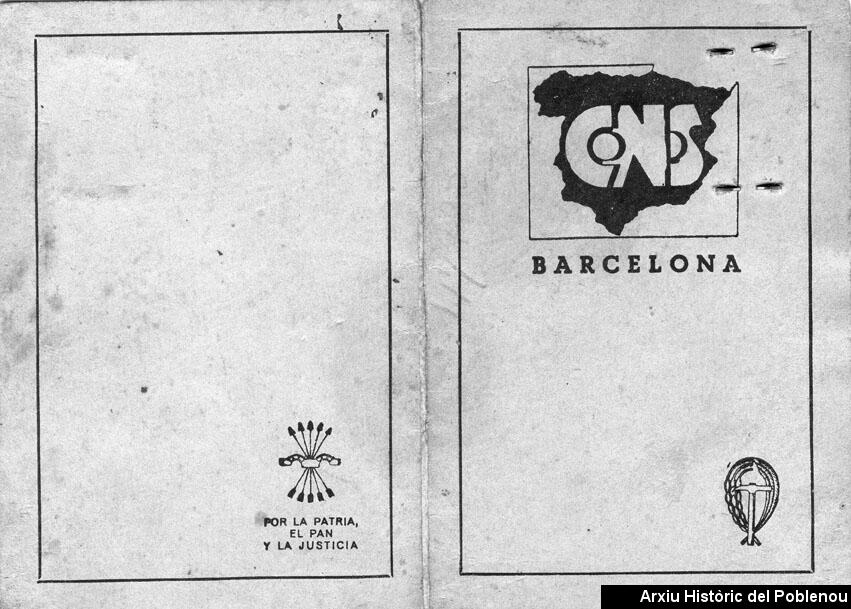 POR LA PATRIA,
EL PAN
Y LA JUSTICIA
CNS
BARCELONA
Arxiu Històric del Poblenou